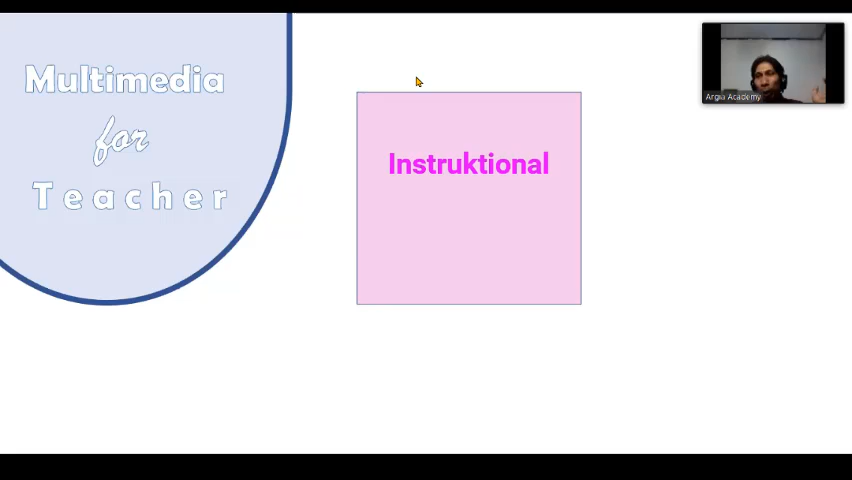 Multimedia
for
Teacher
Instruktional
Argia Academy